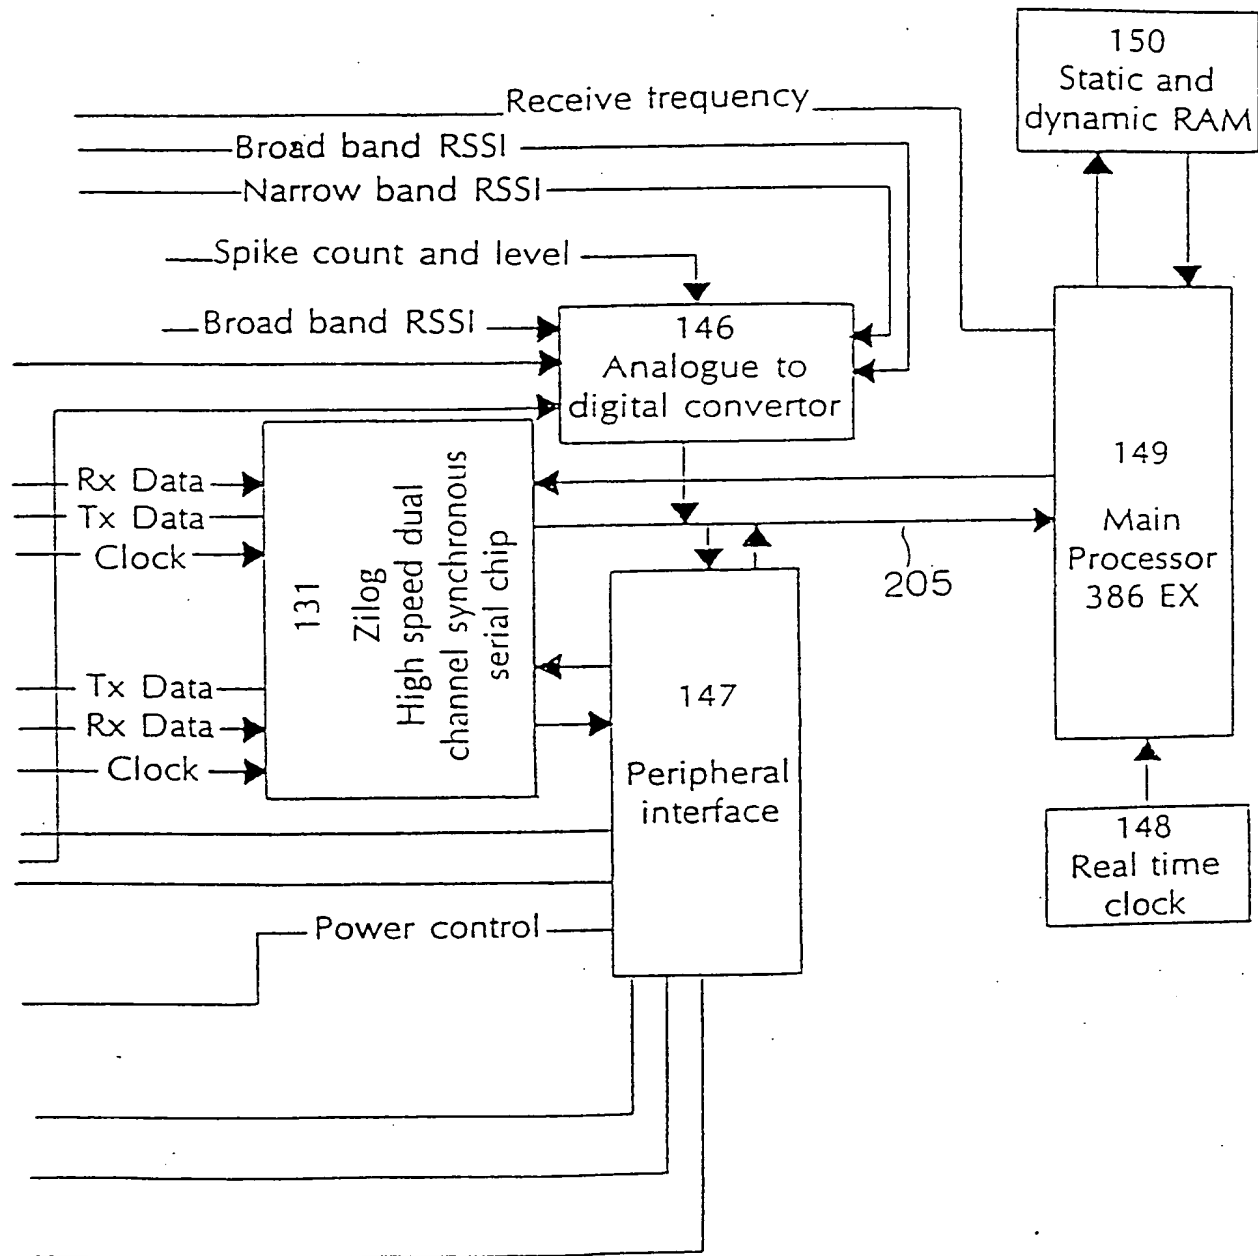 150
Static and
dynamic RAM
Receive trequency
Broad band RSSI
Narrow band RSSI
Spike count and level
Broad band RSSI
146
Analogue to
digital convertor
Rx Data
Tx Data
Clock
Tx Data
Rx Data
Clock
131
Zilog
High speed dual
channel synchronous
serial chip
205
149
Main
Processor
386 EX
147
Peripheral
interface
148
Real time
clock
Power control